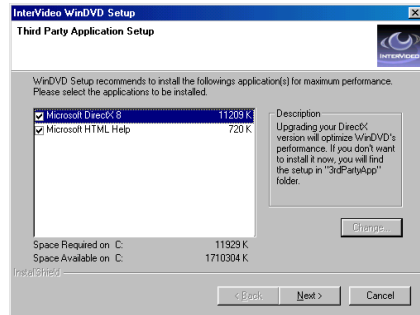 InterVideo WinDVD Setup
Third Party Application Setup
INTERVIDEO
WinDVD Setup recommends to install the followings application(s) for maximum performance.
Please select the applications to be installed.
Microsoft DirectX 8 11209 K
Microsoft HTML Help 720 K
Description
Upgrading your DirectX
version will optimize WinDVD's
performance. If you don't want
to install it now, you will find
the setup in "3rdPartyApp"
folder.
Change...
Space Required on C: 11929 K
Space Available on C: 1710304 K
InstallShield
< Back
Next >
Cancel